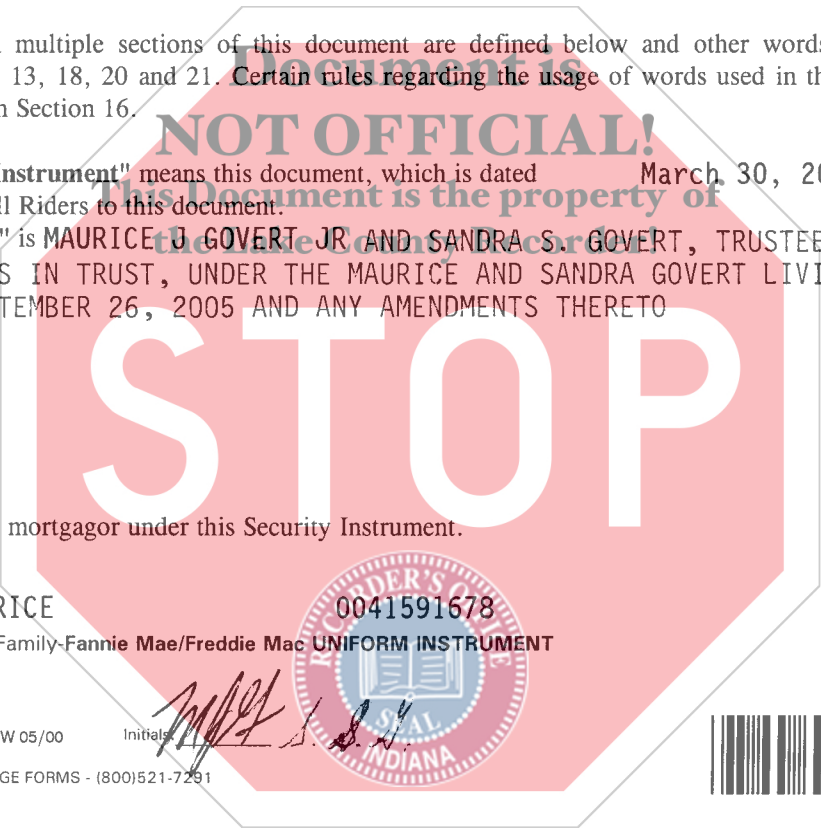 multiple sections of this document are defined below and other words
13, 18, 20 and 21. Certain rules regarding the usage of words used in th
n Section 16.
Document is
NOT OFFICIAL!
This Document is the property of
the Lake County Recorder!
Instrument" means this document, which is dated March 30, 20
ll Riders to this document.
" is MAURICE J GOVERT JR AND SANDRA S. GOVERT, TRUSTEE
S IN TRUST, UNDER THE MAURICE AND SANDRA GOVERT LIVI
TEMBER 26, 2005 AND ANY AMENDMENTS THERETO
STOP
mortgagor under this Security Instrument.
RICE 0041591678
Family-Fannie Mae/Freddie Mac UNIFORM INSTRUMENT
RECORDER'S OFFICE
SEAL
INDIANA
W 05/00 Initials: MJG S. S. G.
GE FORMS - (800)521-7291